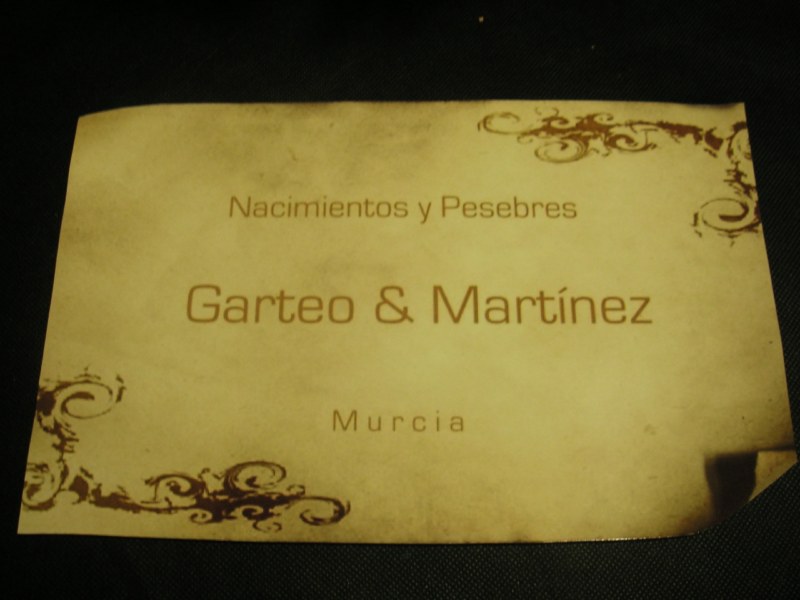 Nacimientos y Pesebres
Garteo & Martínez
Murcia